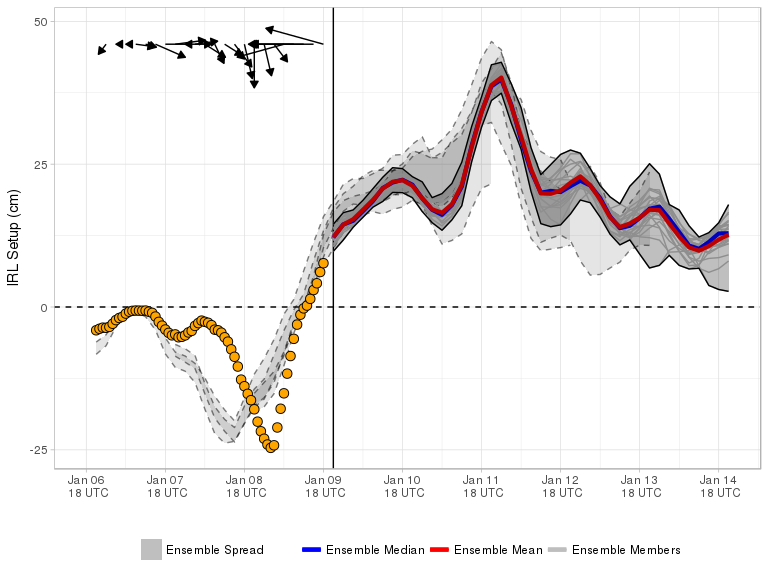 50
25
0
-25
IRL Setup (cm)
Jan 06 Jan 07 Jan 08 Jan 09 Jan 10 Jan 11 Jan 12 Jan 13 Jan 14
18 UTC 18 UTC 18 UTC 18 UTC 18 UTC 18 UTC 18 UTC 18 UTC 18 UTC
Ensemble Spread Ensemble Median Ensemble Mean Ensemble Members